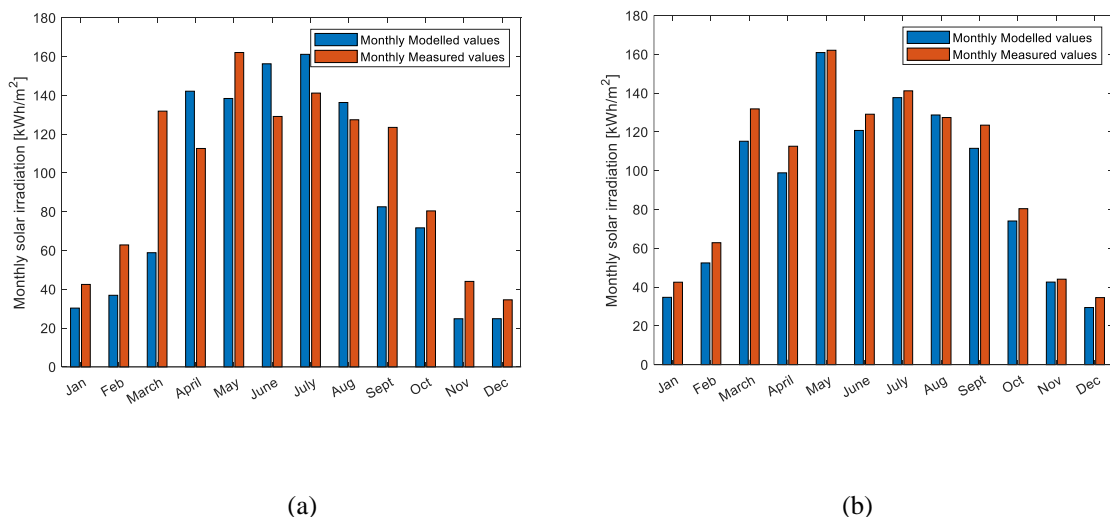 180
160
140
120
100
80
60
40
20
0
Monthly solar irradiation [kWh/m²]
Monthly Modelled values
Monthly Measured values
Jan Feb March April May June July Aug Sept Oct Nov Dec
(a)
180
160
140
120
100
80
60
40
20
0
Monthly solar irradiation [kWh/m²]
Monthly Modelled values
Monthly Measured values
Jan Feb March April May June July Aug Sept Oct Nov Dec
(b)